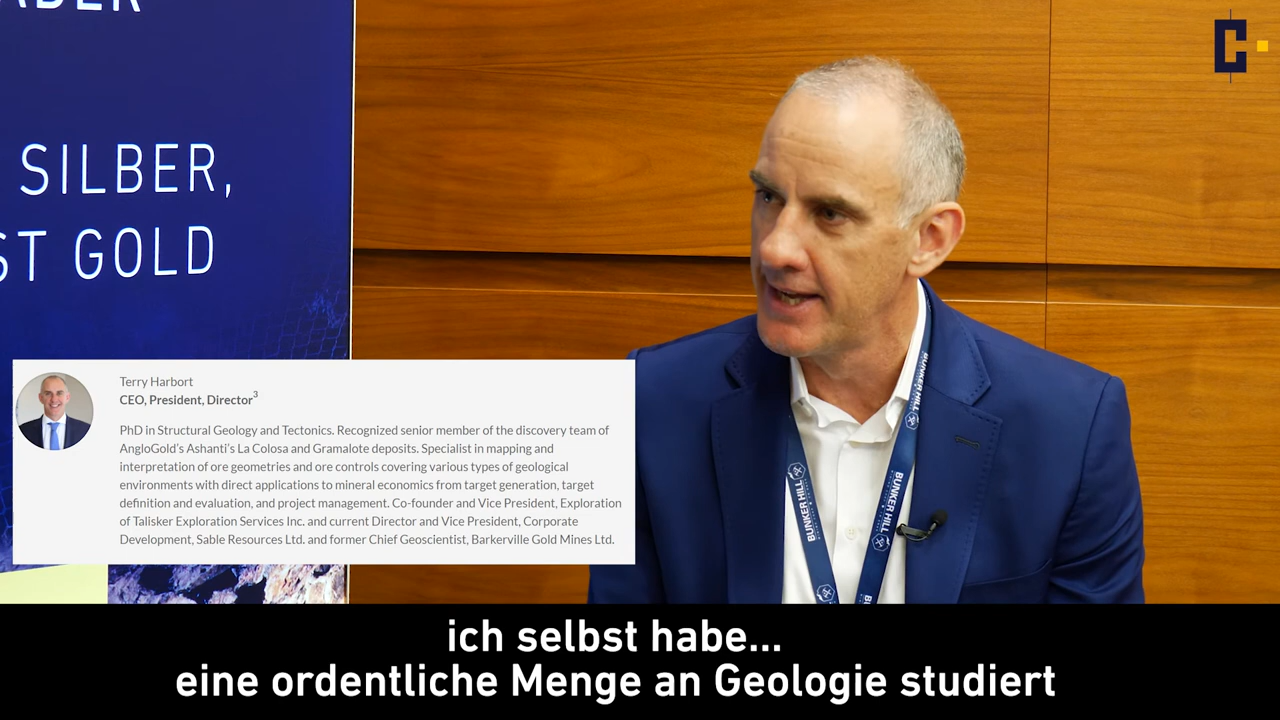 SILBER,
GOLD
Terry Harbort
CEO, President, Director3
PhD in Structural Geology and Tectonics. Recognized senior member of the discovery team of
AngloGold's Ashanti's La Colosa and Gramalote deposits. Specialist in mapping and
interpretation of ore geometries and ore controls covering various types of geological
environments with direct applications to mineral economics from target generation, target
definition and evaluation, and project management. Co-founder and Vice President, Exploration
of Talisker Exploration Services Inc. and current Director and Vice President, Corporate
Development, Sable Resources Ltd. and former Chief Geoscientist, Barkerville Gold Mines Ltd.
BUNKER HILL
BUNKER HILL
BUNKER HILL
ich selbst habe...
eine ordentliche Menge an Geologie studiert